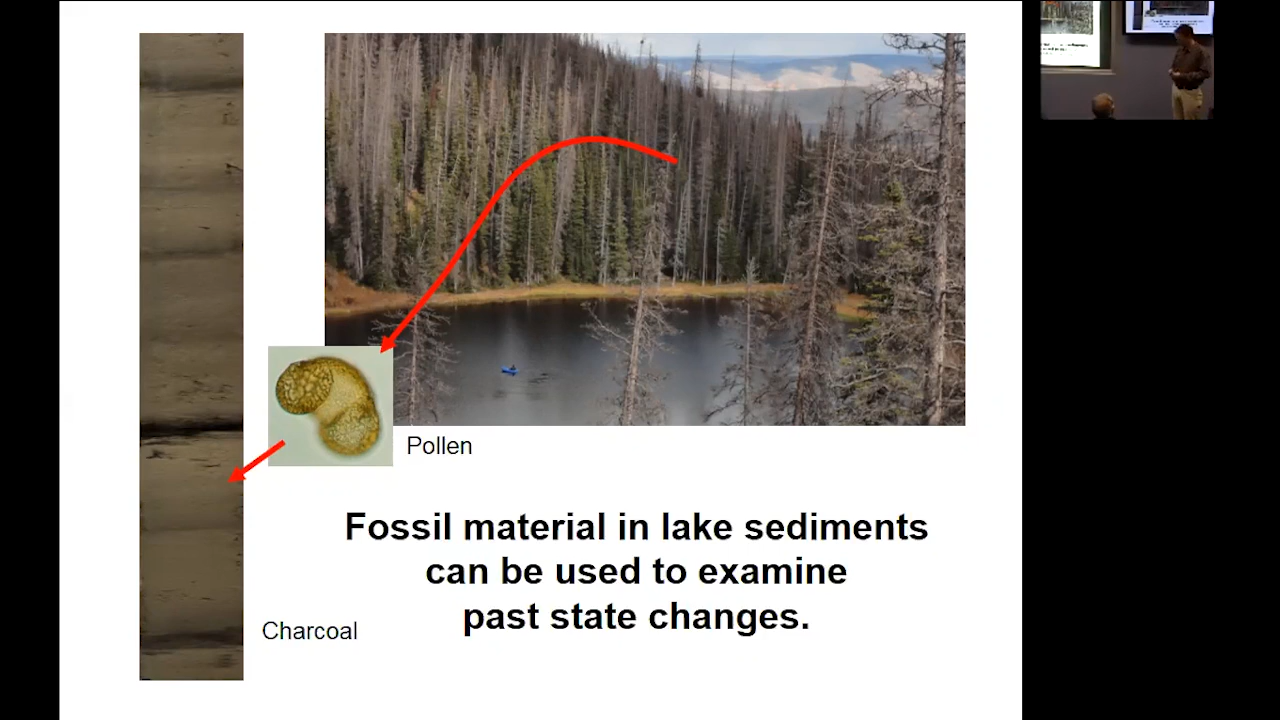 Pollen
Fossil material in lake sediments
can be used to examine
past state changes.
Charcoal